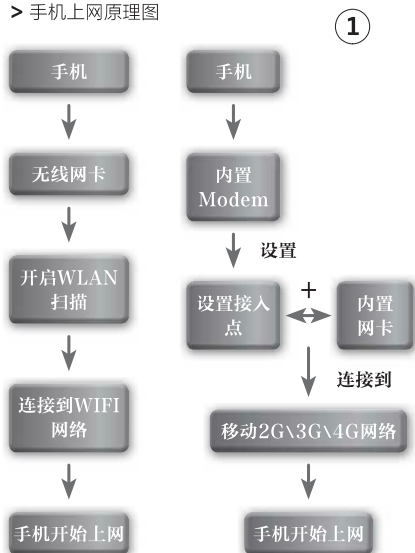 > 手机上网原理图
①
手机
无线网卡
开启WLAN
扫描
连接到WIFI
网络
手机开始上网
手机
内置
Modem
设置
设置接入
点
+
内置
网卡
连接到
移动2G\3G\4G网络
手机开始上网